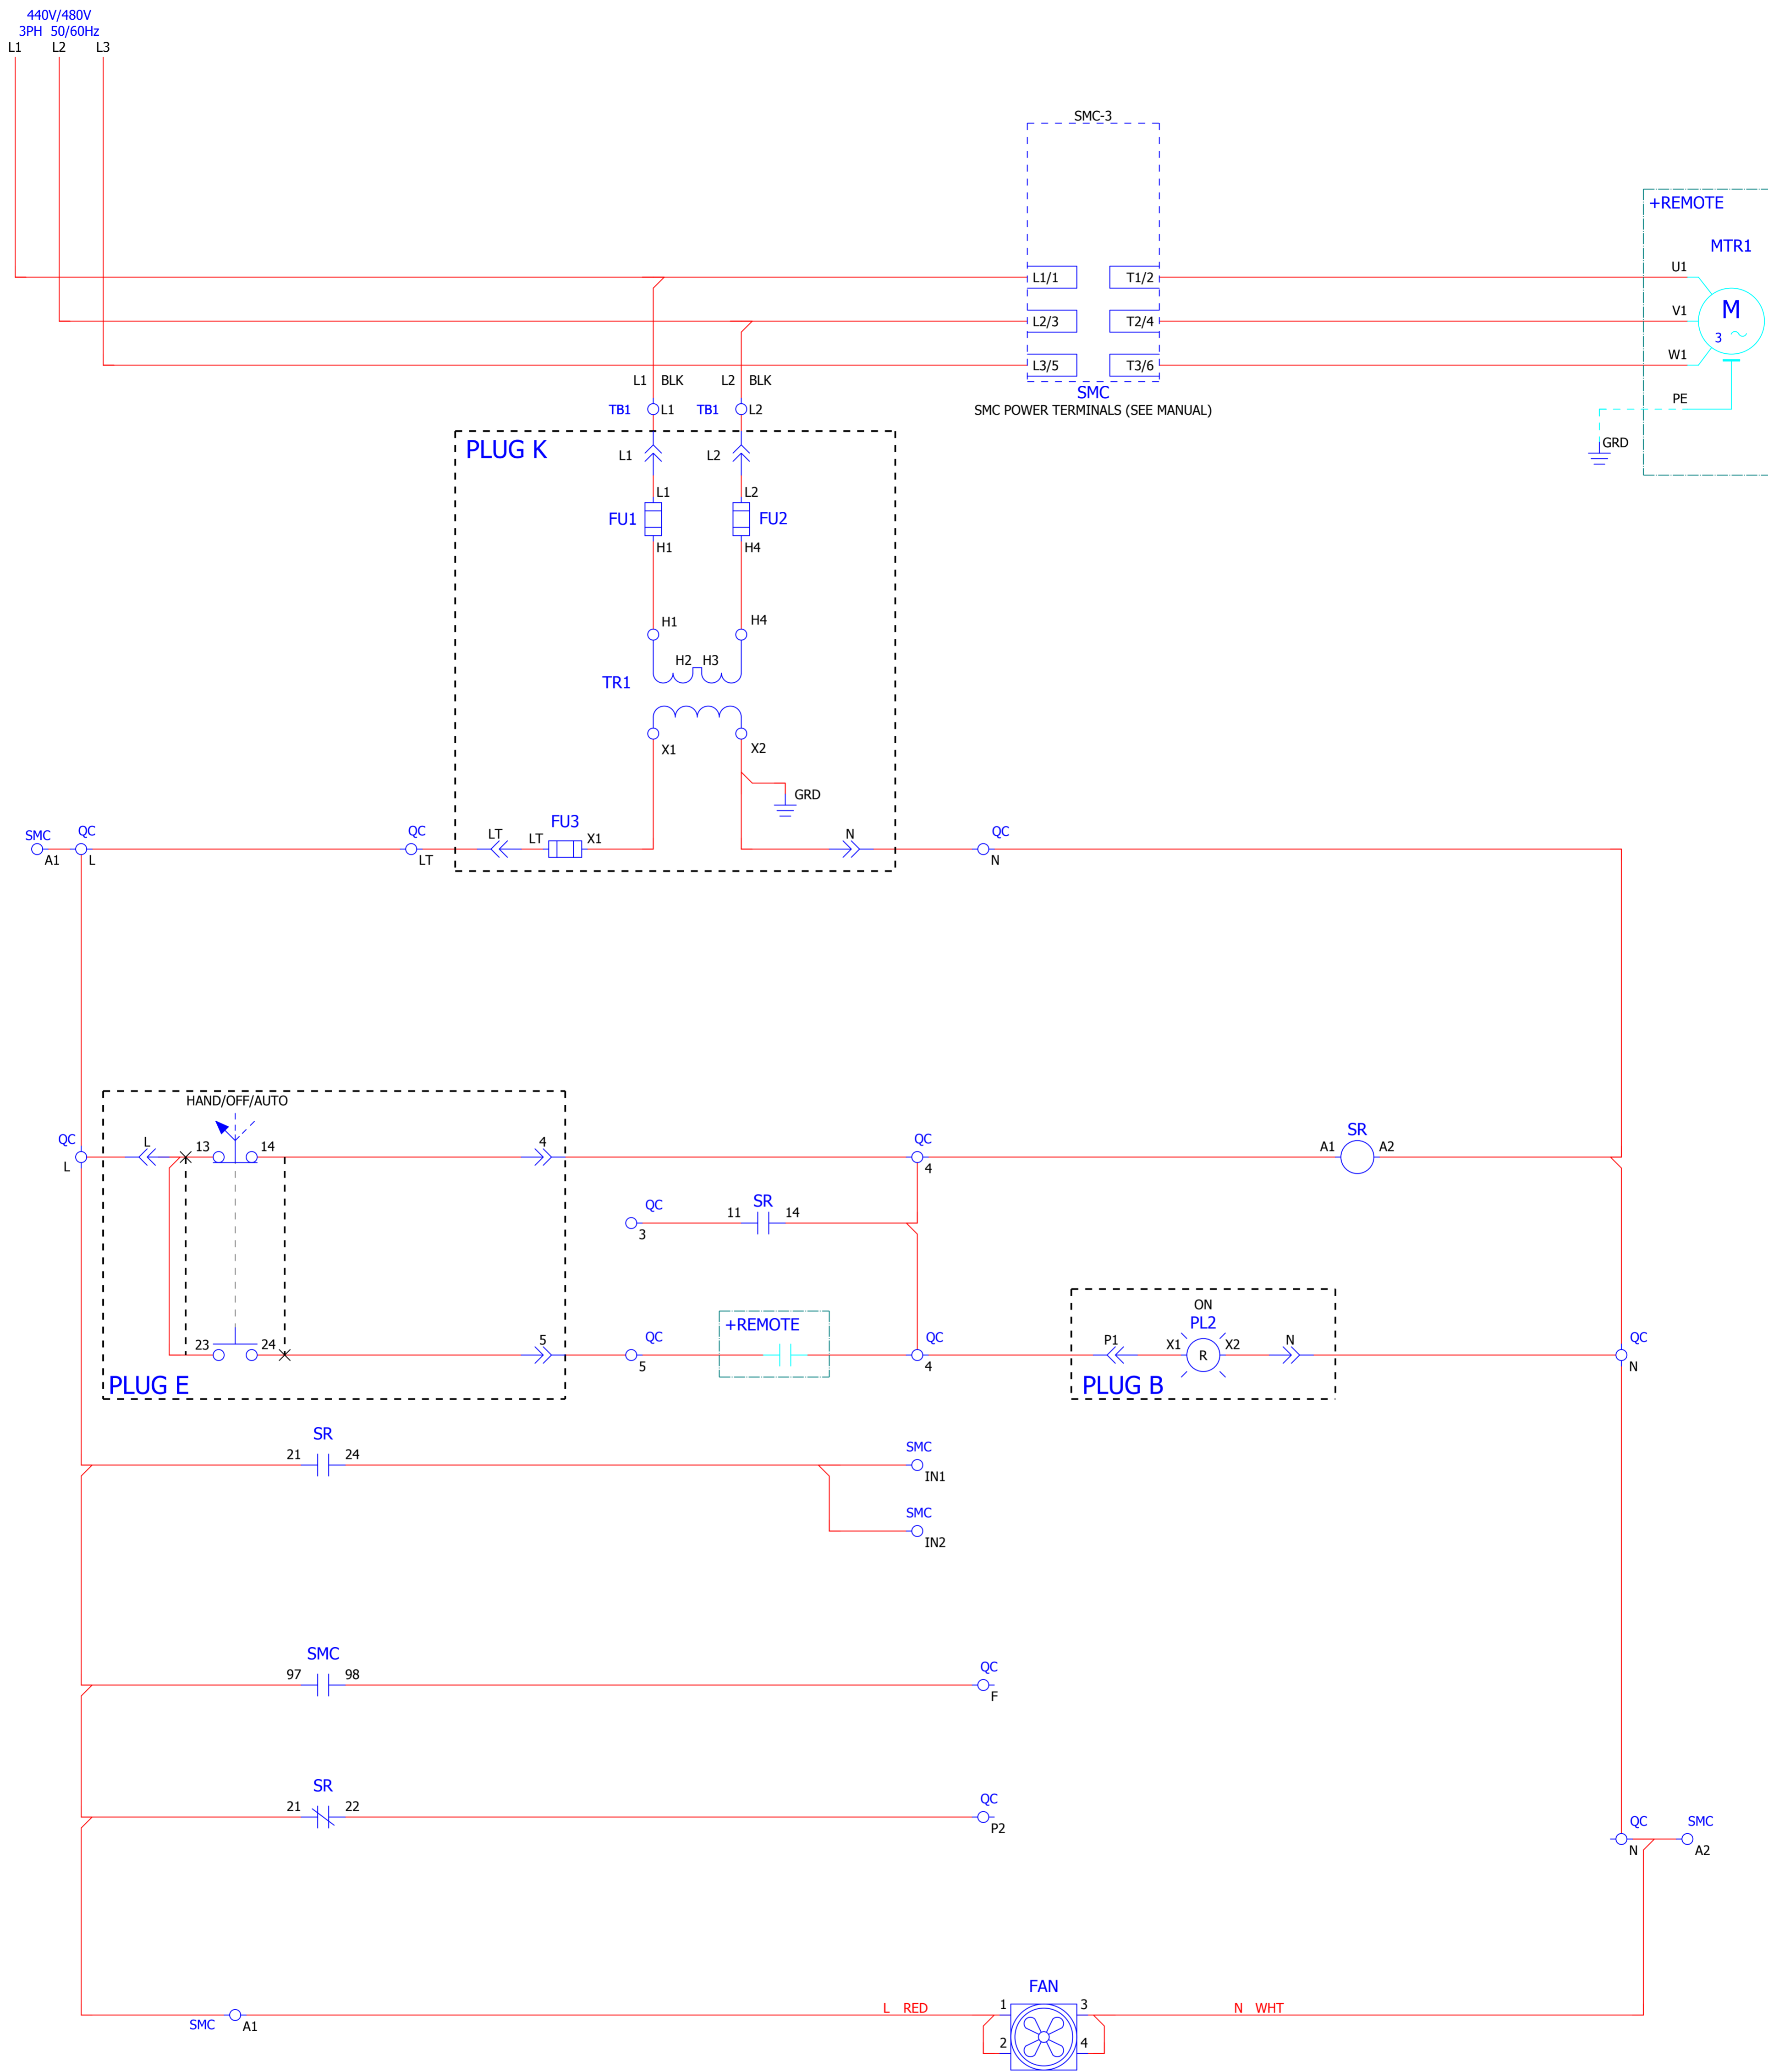 440V/480V
3PH 50/60Hz
L1 L2 L3
SMC-3
+REMOTE
MTR1
L1/1 T1/2 U1
L2/3 T2/4 V1
M
3
L3/5 T3/6 W1
SMC
SMC POWER TERMINALS (SEE MANUAL)
PE
GRD
L1 BLK L2 BLK
TB1 L1 TB1 L2
PLUG K
L1 L2
L1 L2
FU1 FU2
H1 H4
H1 H4
H2 H3
TR1
X1 X2
GRD
SMC QC QC LT LT FU3 X1 N QC
A1 L LT N
HAND/OFF/AUTO
QC L 13 14 4 QC A1 SR A2
L 4
QC 11 SR 14
3
+REMOTE
ON
PL2
23 24 5 QC QC P1 X1 R X2 N QC
5 4 N
PLUG E PLUG B
SR
21 24 SMC
IN1
SMC
IN2
SMC
97 98 QC
F
SR
21 22 QC
P2
QC SMC
N A2
FAN
L RED 1 3 N WHT
SMC A1
2 4